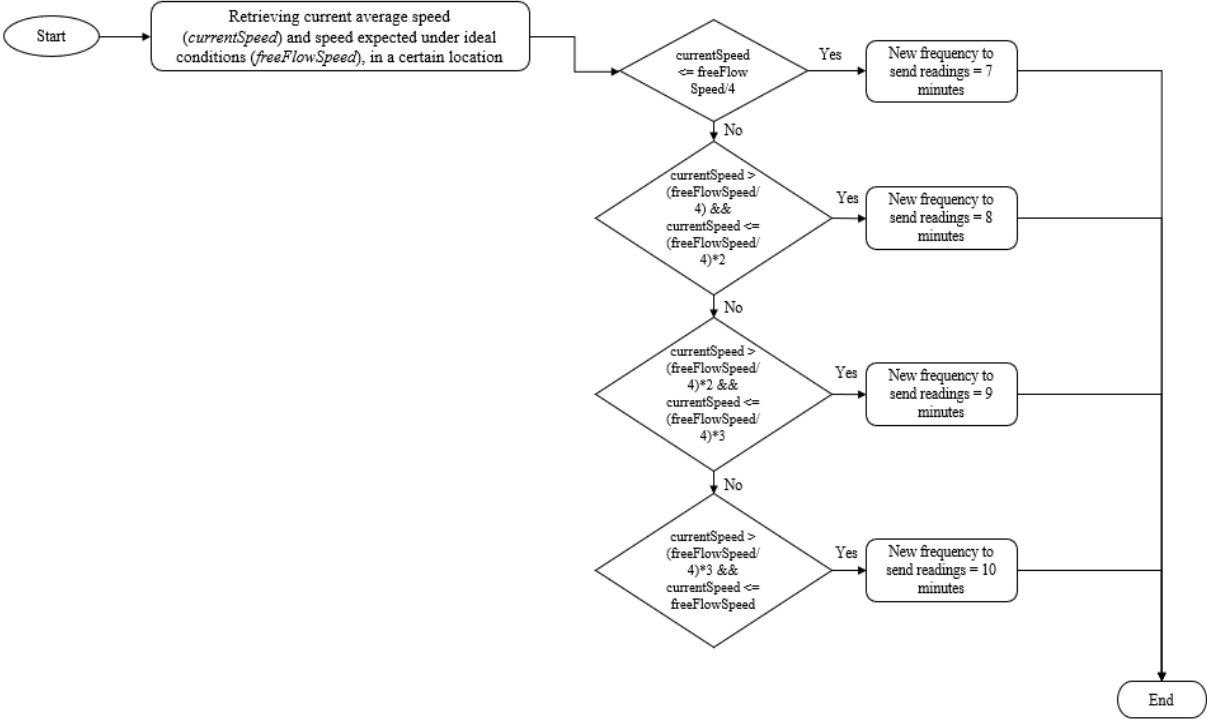 Start
Retrieving current average speed
(currentSpeed) and speed expected under ideal
conditions (freeFlowSpeed), in a certain location
currentSpeed
<= freeFlow
Speed/4
Yes
New frequency to
send readings = 7
minutes
No
currentSpeed >
(freeFlowSpeed/
4) &&
currentSpeed <=
(freeFlowSpeed/
4)*2
Yes
New frequency to
send readings = 8
minutes
No
currentSpeed >
(freeFlowSpeed/
4)*2 &&
currentSpeed <=
(freeFlowSpeed/
4)*3
Yes
New frequency to
send readings = 9
minutes
No
currentSpeed >
(freeFlowSpeed/
4)*3 &&
currentSpeed <=
freeFlowSpeed
Yes
New frequency to
send readings = 10
minutes
End